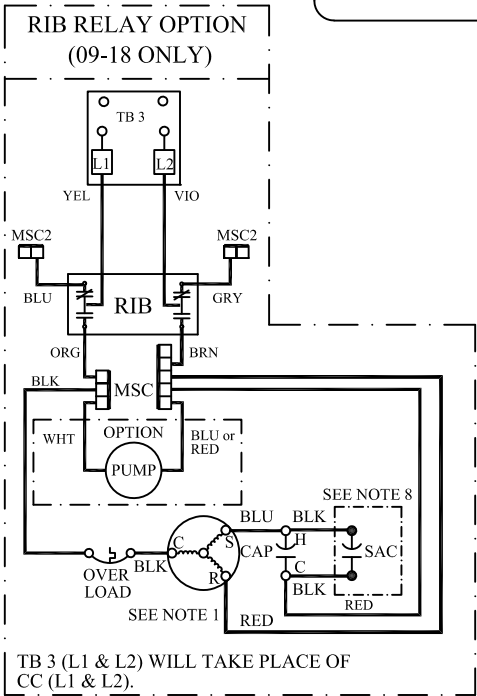 RIB RELAY OPTION
(09-18 ONLY)
TB 3
L1
L2
YEL
VIO
MSC2
MSC2
BLU
RIB
GRY
ORG
BRN
BLK
MSC
WHT
OPTION
BLU or
RED
PUMP
SEE NOTE 8
BLU
BLK
C
S
CAP
H
SAC
R
C
BLK
OVER
LOAD
BLK
RED
SEE NOTE 1
RED
TB 3 (L1 & L2) WILL TAKE PLACE OF
CC (L1 & L2).